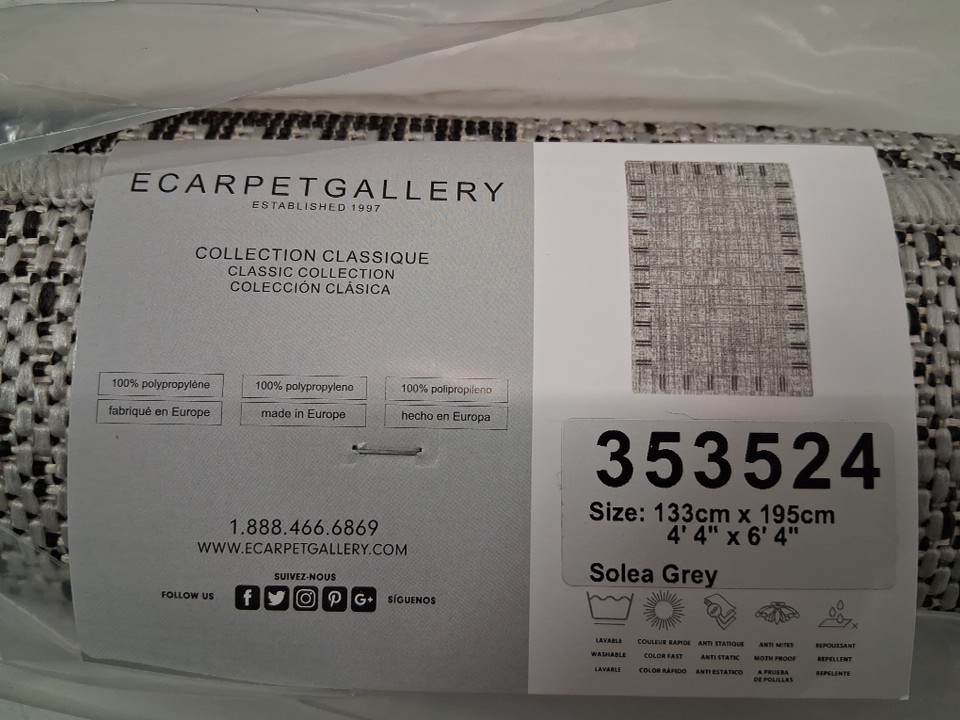 ECARPETGALLERY
ESTABLISHED 1997
COLLECTION CLASSIQUE
CLASSIC COLLECTION
COLECCIÓN CLÁSICA
100% polypropylène
fabriqué en Europe
100% polypropylene
made in Europe
100% polipropileno
hecho en Europa
1.888.466.6869
WWW.ECARPETGALLERY.COM
SUIVEZ-NOUS
FOLLOW US
SÍGUENOS
353524
Size: 133cm x 195cm
4' 4" x 6' 4"
Solea Grey
LAVABLE
WASHABLE
LAVABLE
COULEUR RAPIDE
COLOR FAST
COLOR RÁPIDO
ANTI STATIQUE
ANTI STATIC
ANTI ESTÁTICO
ANTI MITES
MOTH PROOF
A PRUEBA
DE POLILLAS
REPOUSSANT
REPELLENT
REPELENTE